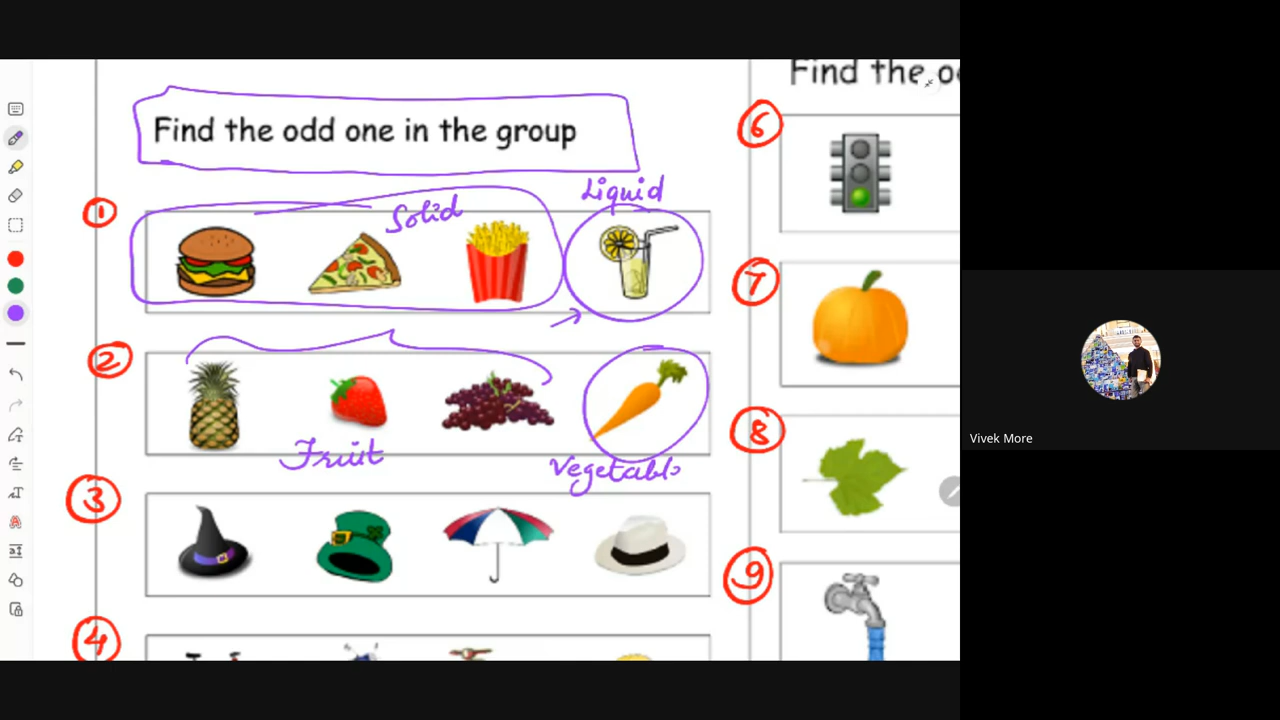 Find the odd one in the group
Liquid
1
Solid
2
Fruit
Vegetable
3
4
Find the o
6
7
8
9
Vivek More